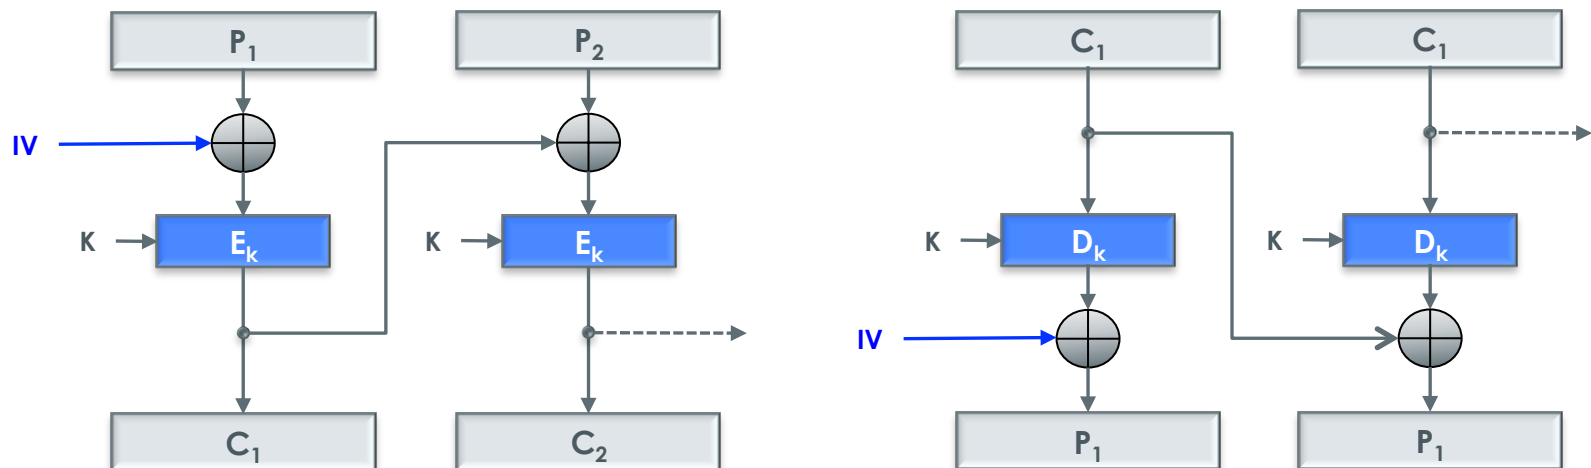 P1 P2 C1 C1
IV
K Ek K Ek K Dk K Dk
IV
C1 C2 P1 P1